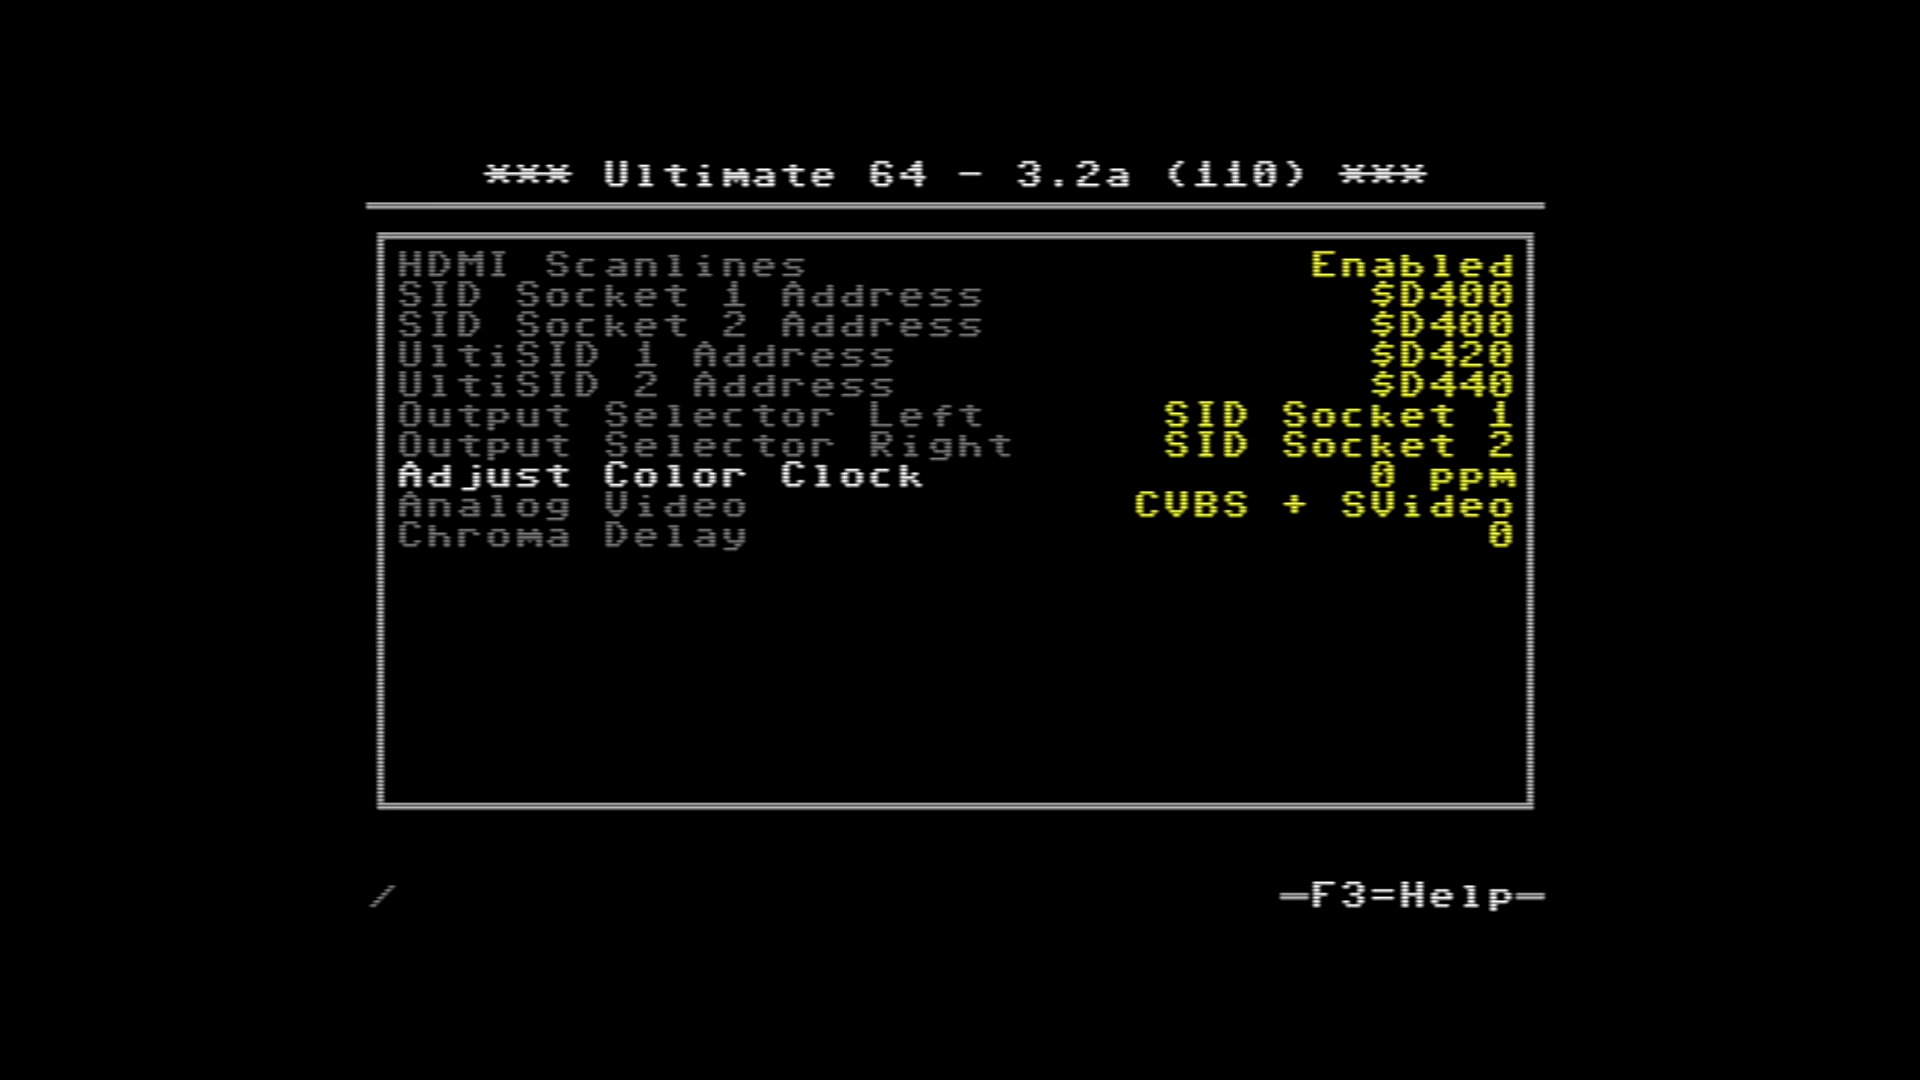 *** Ultimate 64 - 3.2a (110) ***
HDMI Scanlines Enabled
SID Socket 1 Address $D400
SID Socket 2 Address $D400
UltiSID 1 Address $D420
UltiSID 2 Address $D440
Output Selector Left SID Socket 1
Output Selector Right SID Socket 2
Adjust Color Clock 0 ppm
Analog Video CVBS + SVideo
Chroma Delay 0
/ -F3=Help-